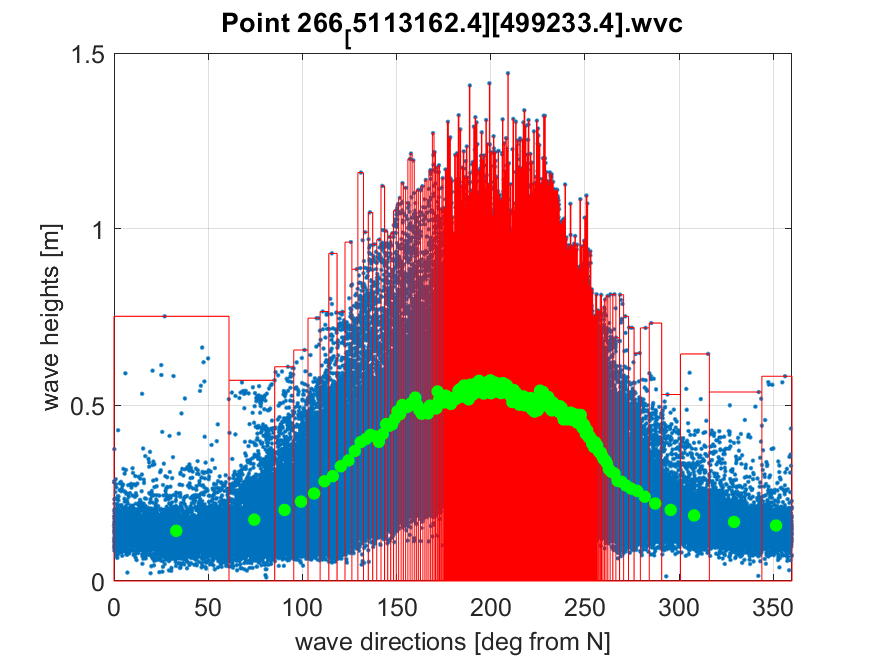 Point 266[5113162.4][499233.4].wvc
1.5
1
0.5
0
wave heights [m]
0 50 100 150 200 250 300 350
wave directions [deg from N]